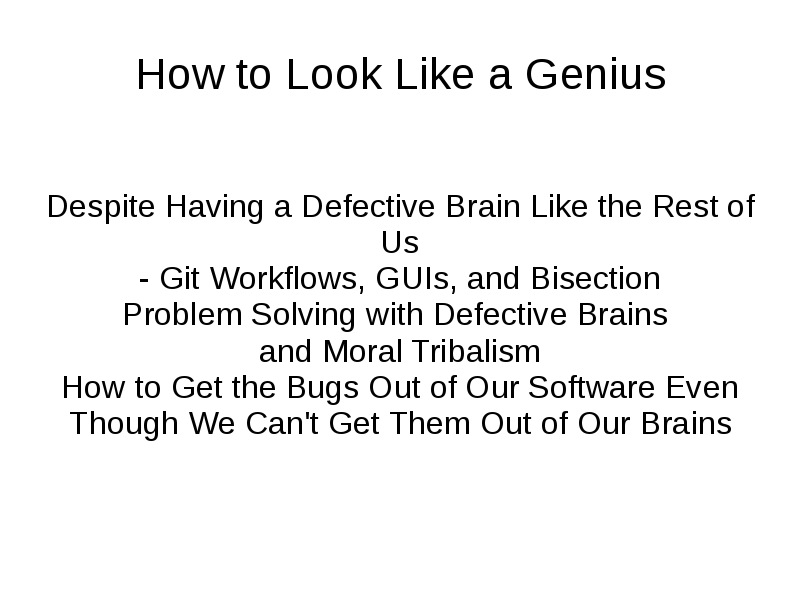 How to Look Like a Genius
Despite Having a Defective Brain Like the Rest of
Us
- Git Workflows, GUIs, and Bisection
Problem Solving with Defective Brains
and Moral Tribalism
How to Get the Bugs Out of Our Software Even
Though We Can't Get Them Out of Our Brains